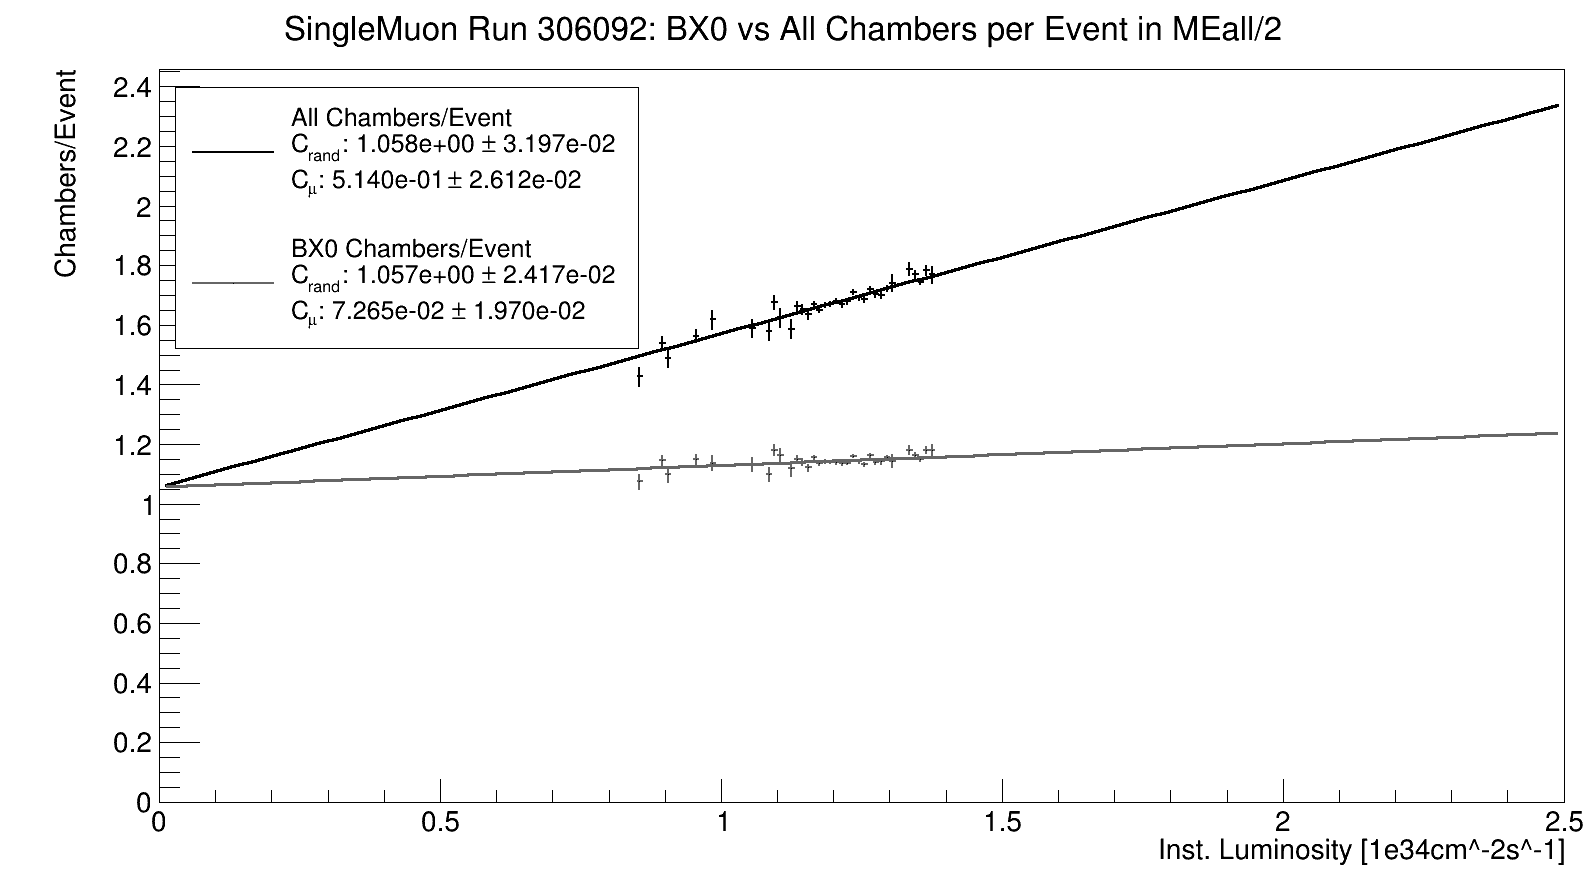 SingleMuon Run 306092: BX0 vs All Chambers per Event in MEall/2
Chambers/Event
2.4
2.2
2
1.8
1.6
1.4
1.2
1
0.8
0.6
0.4
0.2
0
All Chambers/Event
C_rand: 1.058e+00 ± 3.197e-02
C_μ: 5.140e-01 ± 2.612e-02
BX0 Chambers/Event
C_rand: 1.057e+00 ± 2.417e-02
C_μ: 7.265e-02 ± 1.970e-02
0 0.5 1 1.5 2 2.5
Inst. Luminosity [1e34cm^-2s^-1]